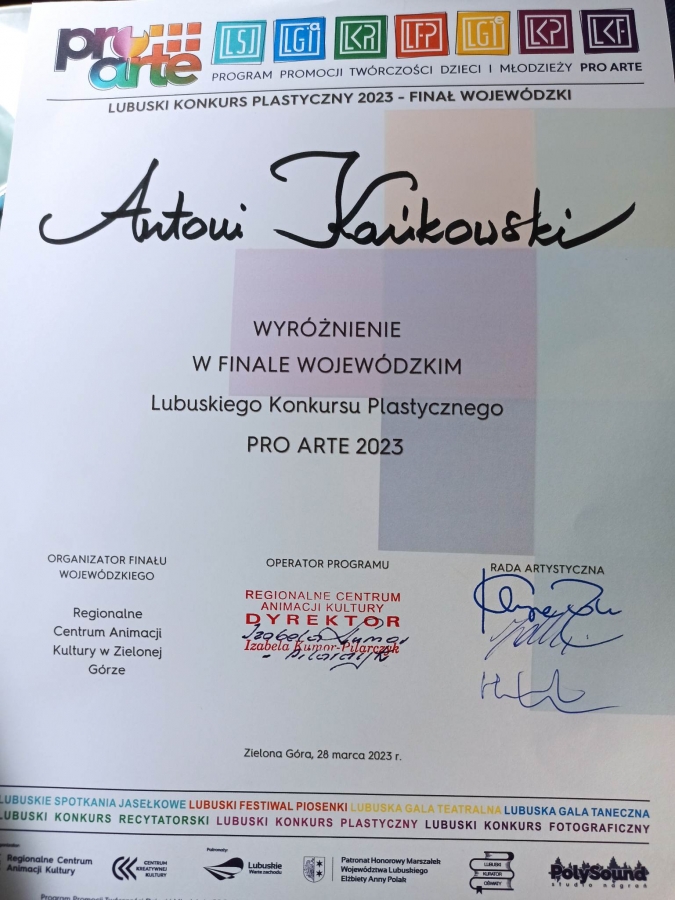 pro arte
LSJ LGta LKR LFP LGte LKP LKF
PROGRAM PROMOCJI TWÓRCZOŚCI DZIECI I MŁODZIEŻY PRO ARTE
LUBUSKI KONKURS PLASTYCZNY 2023 - FINAŁ WOJEWÓDZKI
Antoni Kańkowski
WYRÓŻNIENIE
W FINALE WOJEWÓDZKIM
Lubuskiego Konkursu Plastycznego
PRO ARTE 2023
ORGANIZATOR FINAŁU
WOJEWÓDZKIEGO
Regionalne
Centrum Animacji
Kultury w Zielonej
Górze
OPERATOR PROGRAMU
REGIONALNE CENTRUM
ANIMACJI KULTURY
DYREKTOR
Izabela Kumor-Pilarczyk
RADA ARTYSTYCZNA
Zielona Góra, 28 marca 2023 r.
LUBUSKIE SPOTKANIA JASEŁKOWE LUBUSKI FESTIWAL PIOSENKI LUBUSKA GALA TEATRALNA LUBUSKA GALA TANECZNA
LUBUSKI KONKURS RECYTATORSKI LUBUSKI KONKURS PLASTYCZNY LUBUSKI KONKURS FOTOGRAFICZNY
Regionalne Centrum
Animacji Kultury
CENTRUM
KREATYWNEJ
KULTURY
Patronaty:
Lubuskie
Warte zachodu
Patronat Honorowy Marszałek
Województwa Lubuskiego
Elżbiety Anny Polak
LUBUSKI
KURATOR
OŚWIATY
PolySound
studio nagrań